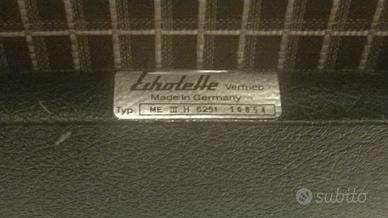 Echolette Vertrieb
Made in Germany
Typ ME III H 6251 10854
subito